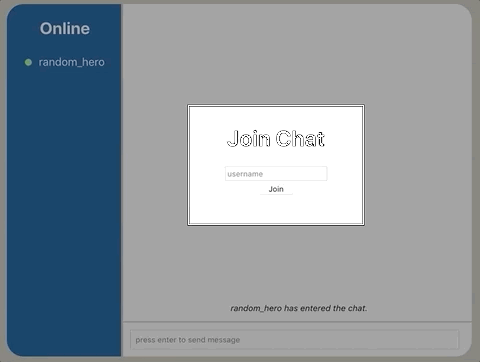 Online
random_hero
Join Chat
username
Join
random_hero has entered the chat.
press enter to send message